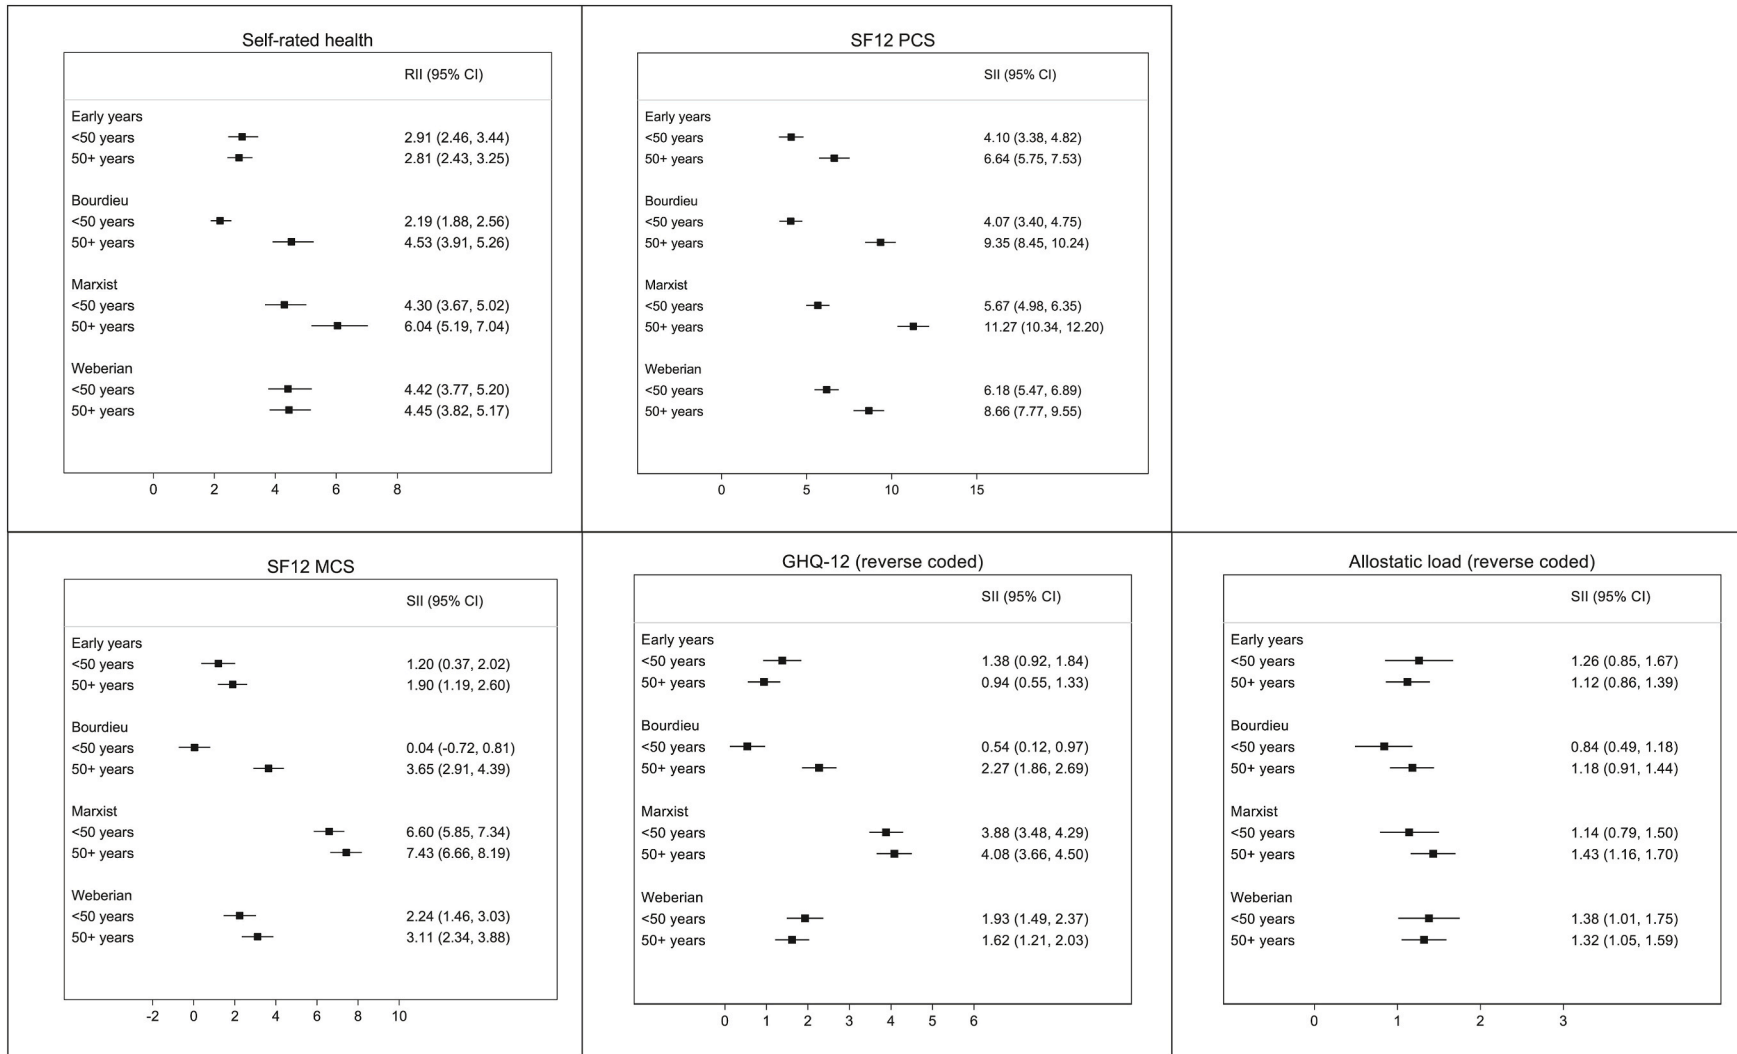 Self-rated health
RII (95% CI)
Early years
<50 years 2.91 (2.46, 3.44)
50+ years 2.81 (2.43, 3.25)
Bourdieu
<50 years 2.19 (1.88, 2.56)
50+ years 4.53 (3.91, 5.26)
Marxist
<50 years 4.30 (3.67, 5.02)
50+ years 6.04 (5.19, 7.04)
Weberian
<50 years 4.42 (3.77, 5.20)
50+ years 4.45 (3.82, 5.17)
0 2 4 6 8
SF12 PCS
SII (95% CI)
Early years
<50 years 4.10 (3.38, 4.82)
50+ years 6.64 (5.75, 7.53)
Bourdieu
<50 years 4.07 (3.40, 4.75)
50+ years 9.35 (8.45, 10.24)
Marxist
<50 years 5.67 (4.98, 6.35)
50+ years 11.27 (10.34, 12.20)
Weberian
<50 years 6.18 (5.47, 6.89)
50+ years 8.66 (7.77, 9.55)
0 5 10 15
SF12 MCS
SII (95% CI)
Early years
<50 years 1.20 (0.37, 2.02)
50+ years 1.90 (1.19, 2.60)
Bourdieu
<50 years 0.04 (-0.72, 0.81)
50+ years 3.65 (2.91, 4.39)
Marxist
<50 years 6.60 (5.85, 7.34)
50+ years 7.43 (6.66, 8.19)
Weberian
<50 years 2.24 (1.46, 3.03)
50+ years 3.11 (2.34, 3.88)
-2 0 2 4 6 8 10
GHQ-12 (reverse coded)
SII (95% CI)
Early years
<50 years 1.38 (0.92, 1.84)
50+ years 0.94 (0.55, 1.33)
Bourdieu
<50 years 0.54 (0.12, 0.97)
50+ years 2.27 (1.86, 2.69)
Marxist
<50 years 3.88 (3.48, 4.29)
50+ years 4.08 (3.66, 4.50)
Weberian
<50 years 1.93 (1.49, 2.37)
50+ years 1.62 (1.21, 2.03)
0 1 2 3 4 5 6
Allostatic load (reverse coded)
SII (95% CI)
Early years
<50 years 1.26 (0.85, 1.67)
50+ years 1.12 (0.86, 1.39)
Bourdieu
<50 years 0.84 (0.49, 1.18)
50+ years 1.18 (0.91, 1.44)
Marxist
<50 years 1.14 (0.79, 1.50)
50+ years 1.43 (1.16, 1.70)
Weberian
<50 years 1.38 (1.01, 1.75)
50+ years 1.32 (1.05, 1.59)
0 1 2 3